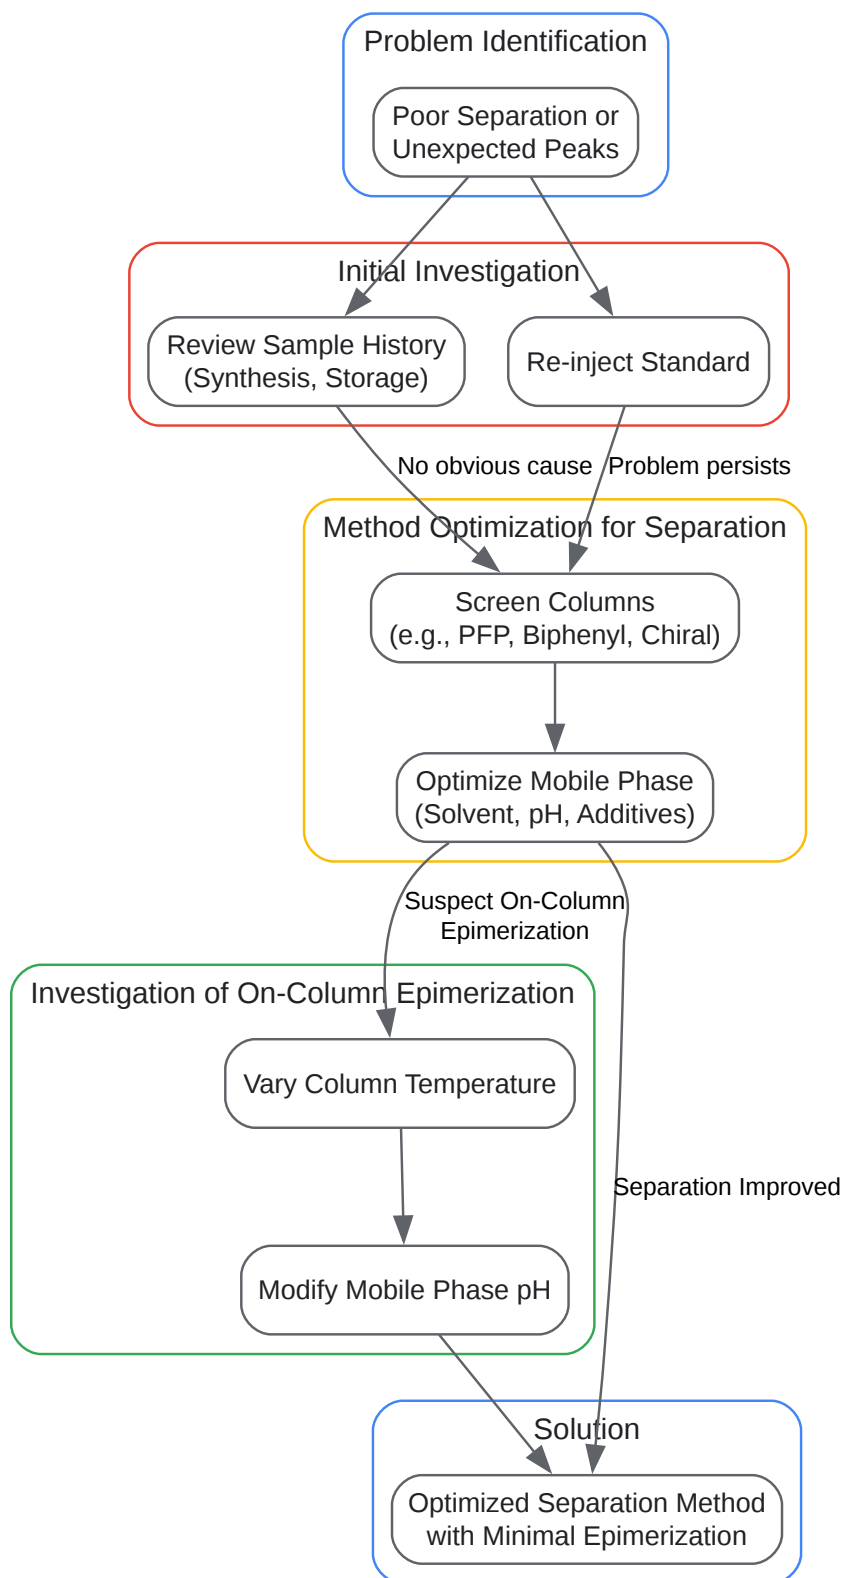 Problem Identification
Poor Separation or
Unexpected Peaks
Initial Investigation
Review Sample History
(Synthesis, Storage)
Re-inject Standard
No obvious cause
Problem persists
Method Optimization for Separation
Screen Columns
(e.g., PFP, Biphenyl, Chiral)
Optimize Mobile Phase
(Solvent, pH, Additives)
Suspect On-Column
Epimerization
Investigation of On-Column Epimerization
Vary Column Temperature
Separation Improved
Modify Mobile Phase pH
Solution
Optimized Separation Method
with Minimal Epimerization